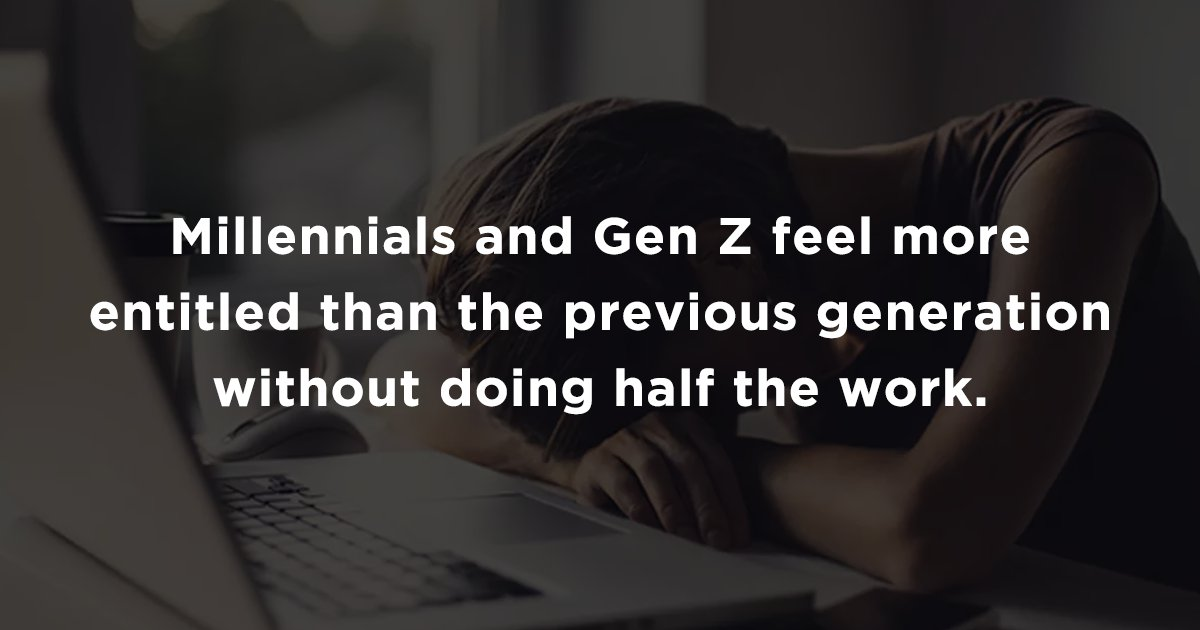 Millennials and Gen Z feel more
entitled than the previous generation
without doing half the work.